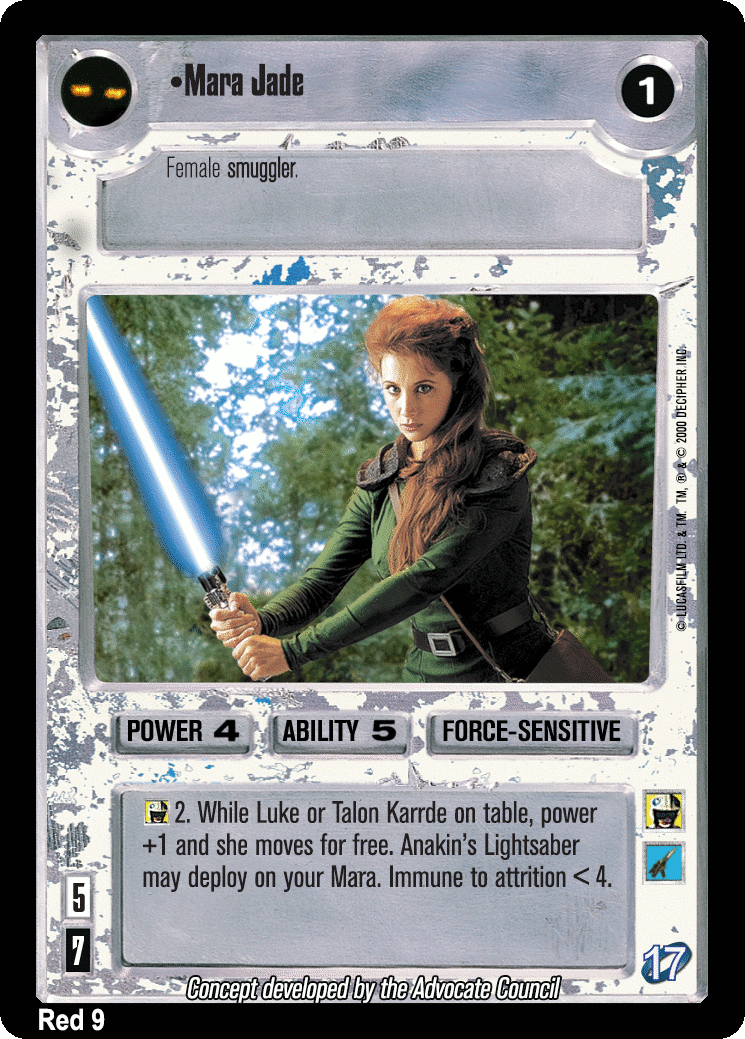 •Mara Jade
1
Female smuggler.
© LUCASFILM LTD. & TM. TM, ® & © 2000 DECIPHER INC.
POWER 4
ABILITY 5
FORCE-SENSITIVE
2. While Luke or Talon Karrde on table, power
+1 and she moves for free. Anakin's Lightsaber
may deploy on your Mara. Immune to attrition < 4.
5
7
17
Concept developed by the Advocate Council
Red 9